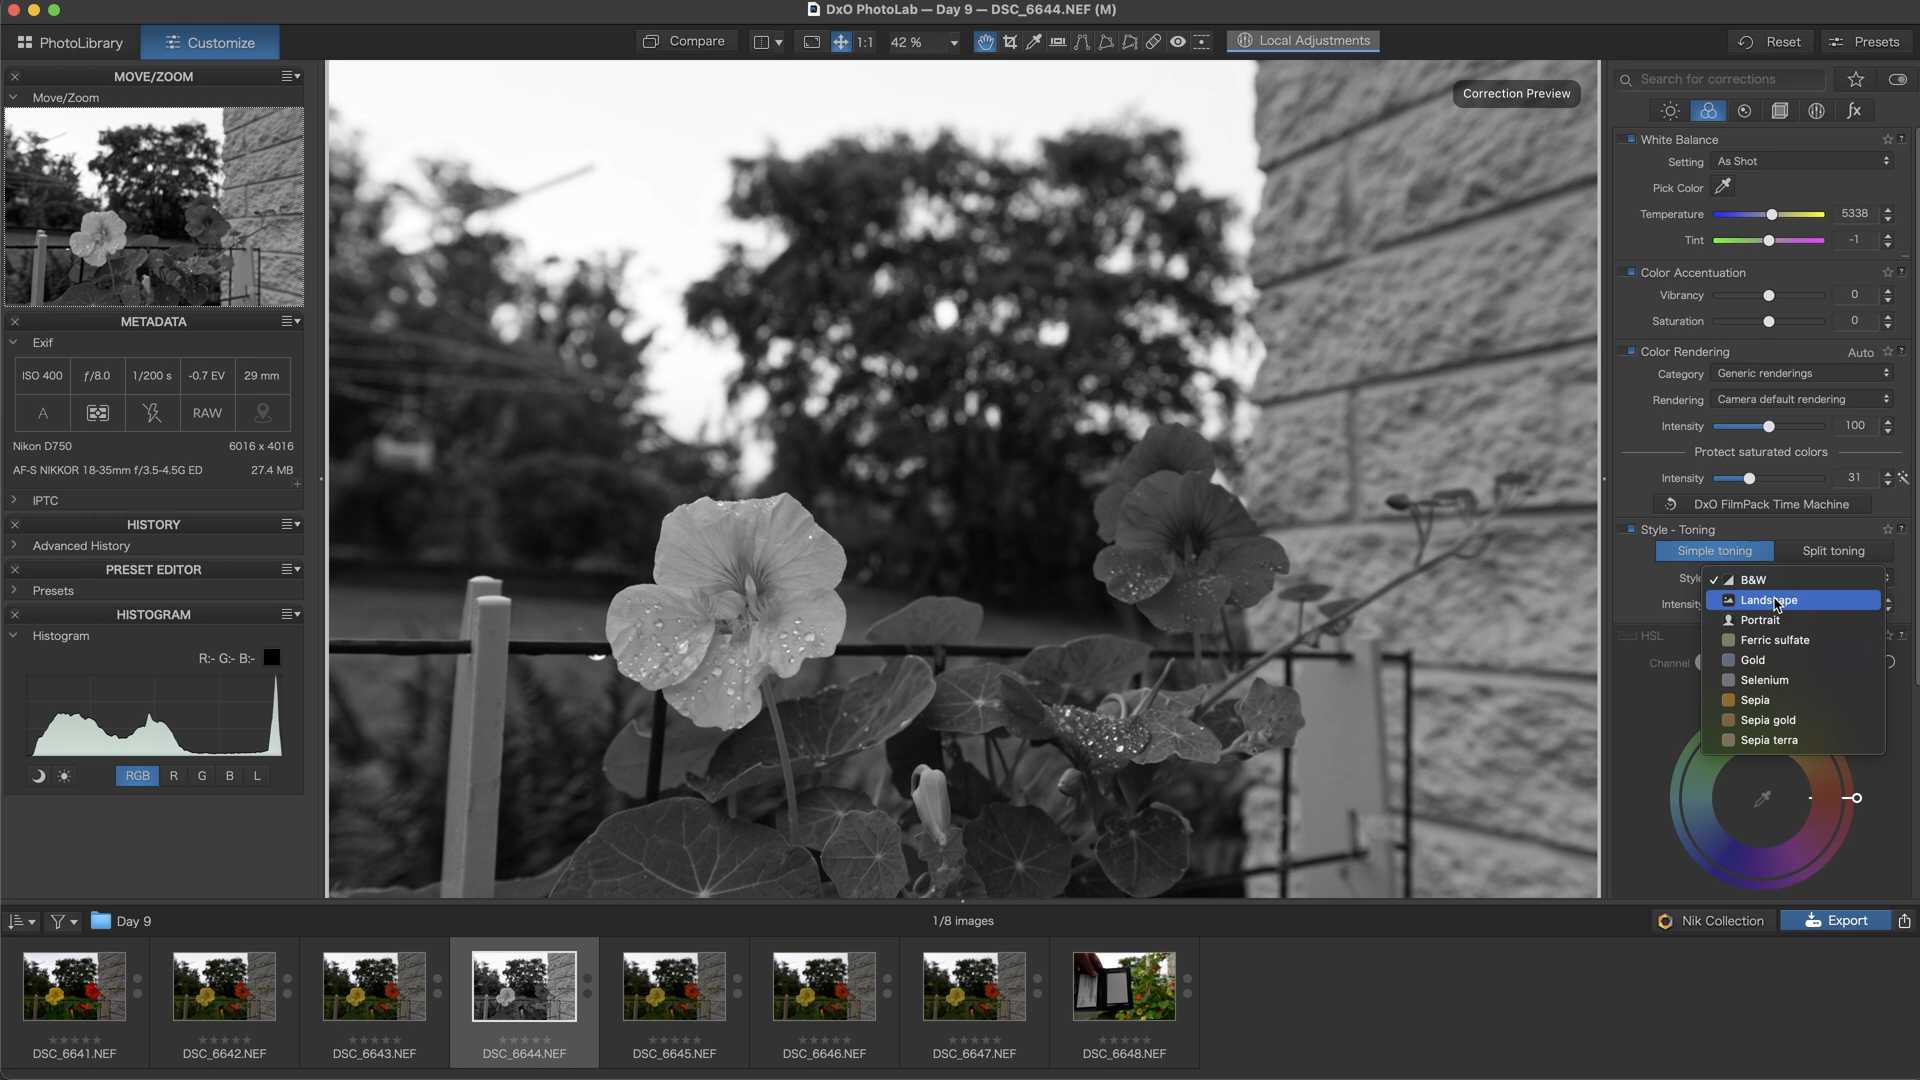 DxO PhotoLab — Day 9 — DSC_6644.NEF (M)
PhotoLibrary
Customize
Compare
1:1
42 %
Local Adjustments
Reset
Presets
MOVE/ZOOM
Move/Zoom
METADATA
Exif
ISO 400
ƒ/8.0
1/200 s
-0.7 EV
29 mm
A
RAW
Nikon D750
6016 x 4016
AF-S NIKKOR 18-35mm f/3.5-4.5G ED
27.4 MB
IPTC
HISTORY
Advanced History
PRESET EDITOR
Presets
HISTOGRAM
Histogram
R:- G:- B:-
RGB
R
G
B
L
Correction Preview
Search for corrections
fx
White Balance
?
Setting
As Shot
Pick Color
Temperature
5338
Tint
-1
Color Accentuation
?
Vibrancy
0
Saturation
0
Color Rendering
Auto
?
Category
Generic renderings
Rendering
Camera default rendering
Intensity
100
Protect saturated colors
Intensity
31
DxO FilmPack Time Machine
Style - Toning
?
Simple toning
Split toning
Style
Intensity
B&W
Landscape
Portrait
Ferric sulfate
Gold
Selenium
Sepia
Sepia gold
Sepia terra
HSL
?
Channel
Day 9
1/8 images
Nik Collection
Export
DSC_6641.NEF
DSC_6642.NEF
DSC_6643.NEF
DSC_6644.NEF
DSC_6645.NEF
DSC_6646.NEF
DSC_6647.NEF
DSC_6648.NEF